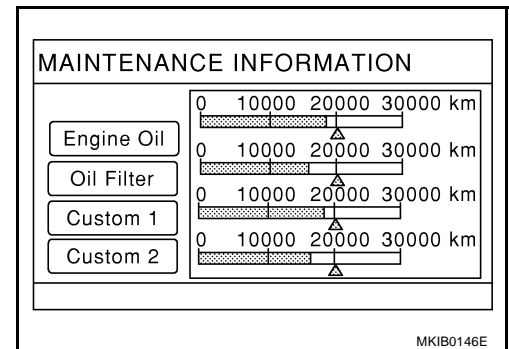 MAINTENANCE INFORMATION
0 10000 20000 30000 km
Engine Oil
0 10000 20000 30000 km
Oil Filter
0 10000 20000 30000 km
Custom 1
0 10000 20000 30000 km
Custom 2
MKIB0146E